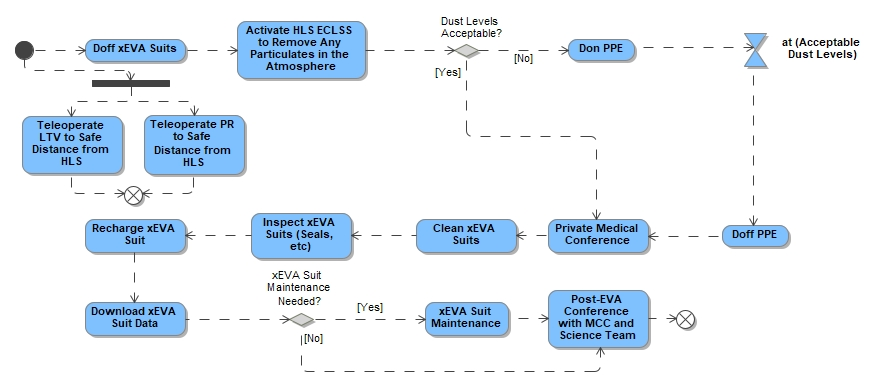 Doff xEVA Suits
Activate HLS ECLSS
to Remove Any
Particulates in the
Atmosphere
Dust Levels
Acceptable?
[No]
[Yes]
Don PPE
at (Acceptable
Dust Levels)
Teleoperate
LTV to Safe
Distance from
HLS
Teleoperate PR
to Safe
Distance from
HLS
Doff PPE
Private Medical
Conference
Clean xEVA
Suits
Inspect xEVA
Suits (Seals,
etc)
Recharge xEVA
Suit
Download xEVA
Suit Data
xEVA Suit
Maintenance
Needed?
[Yes]
[No]
xEVA Suit
Maintenance
Post-EVA
Conference
with MCC and
Science Team